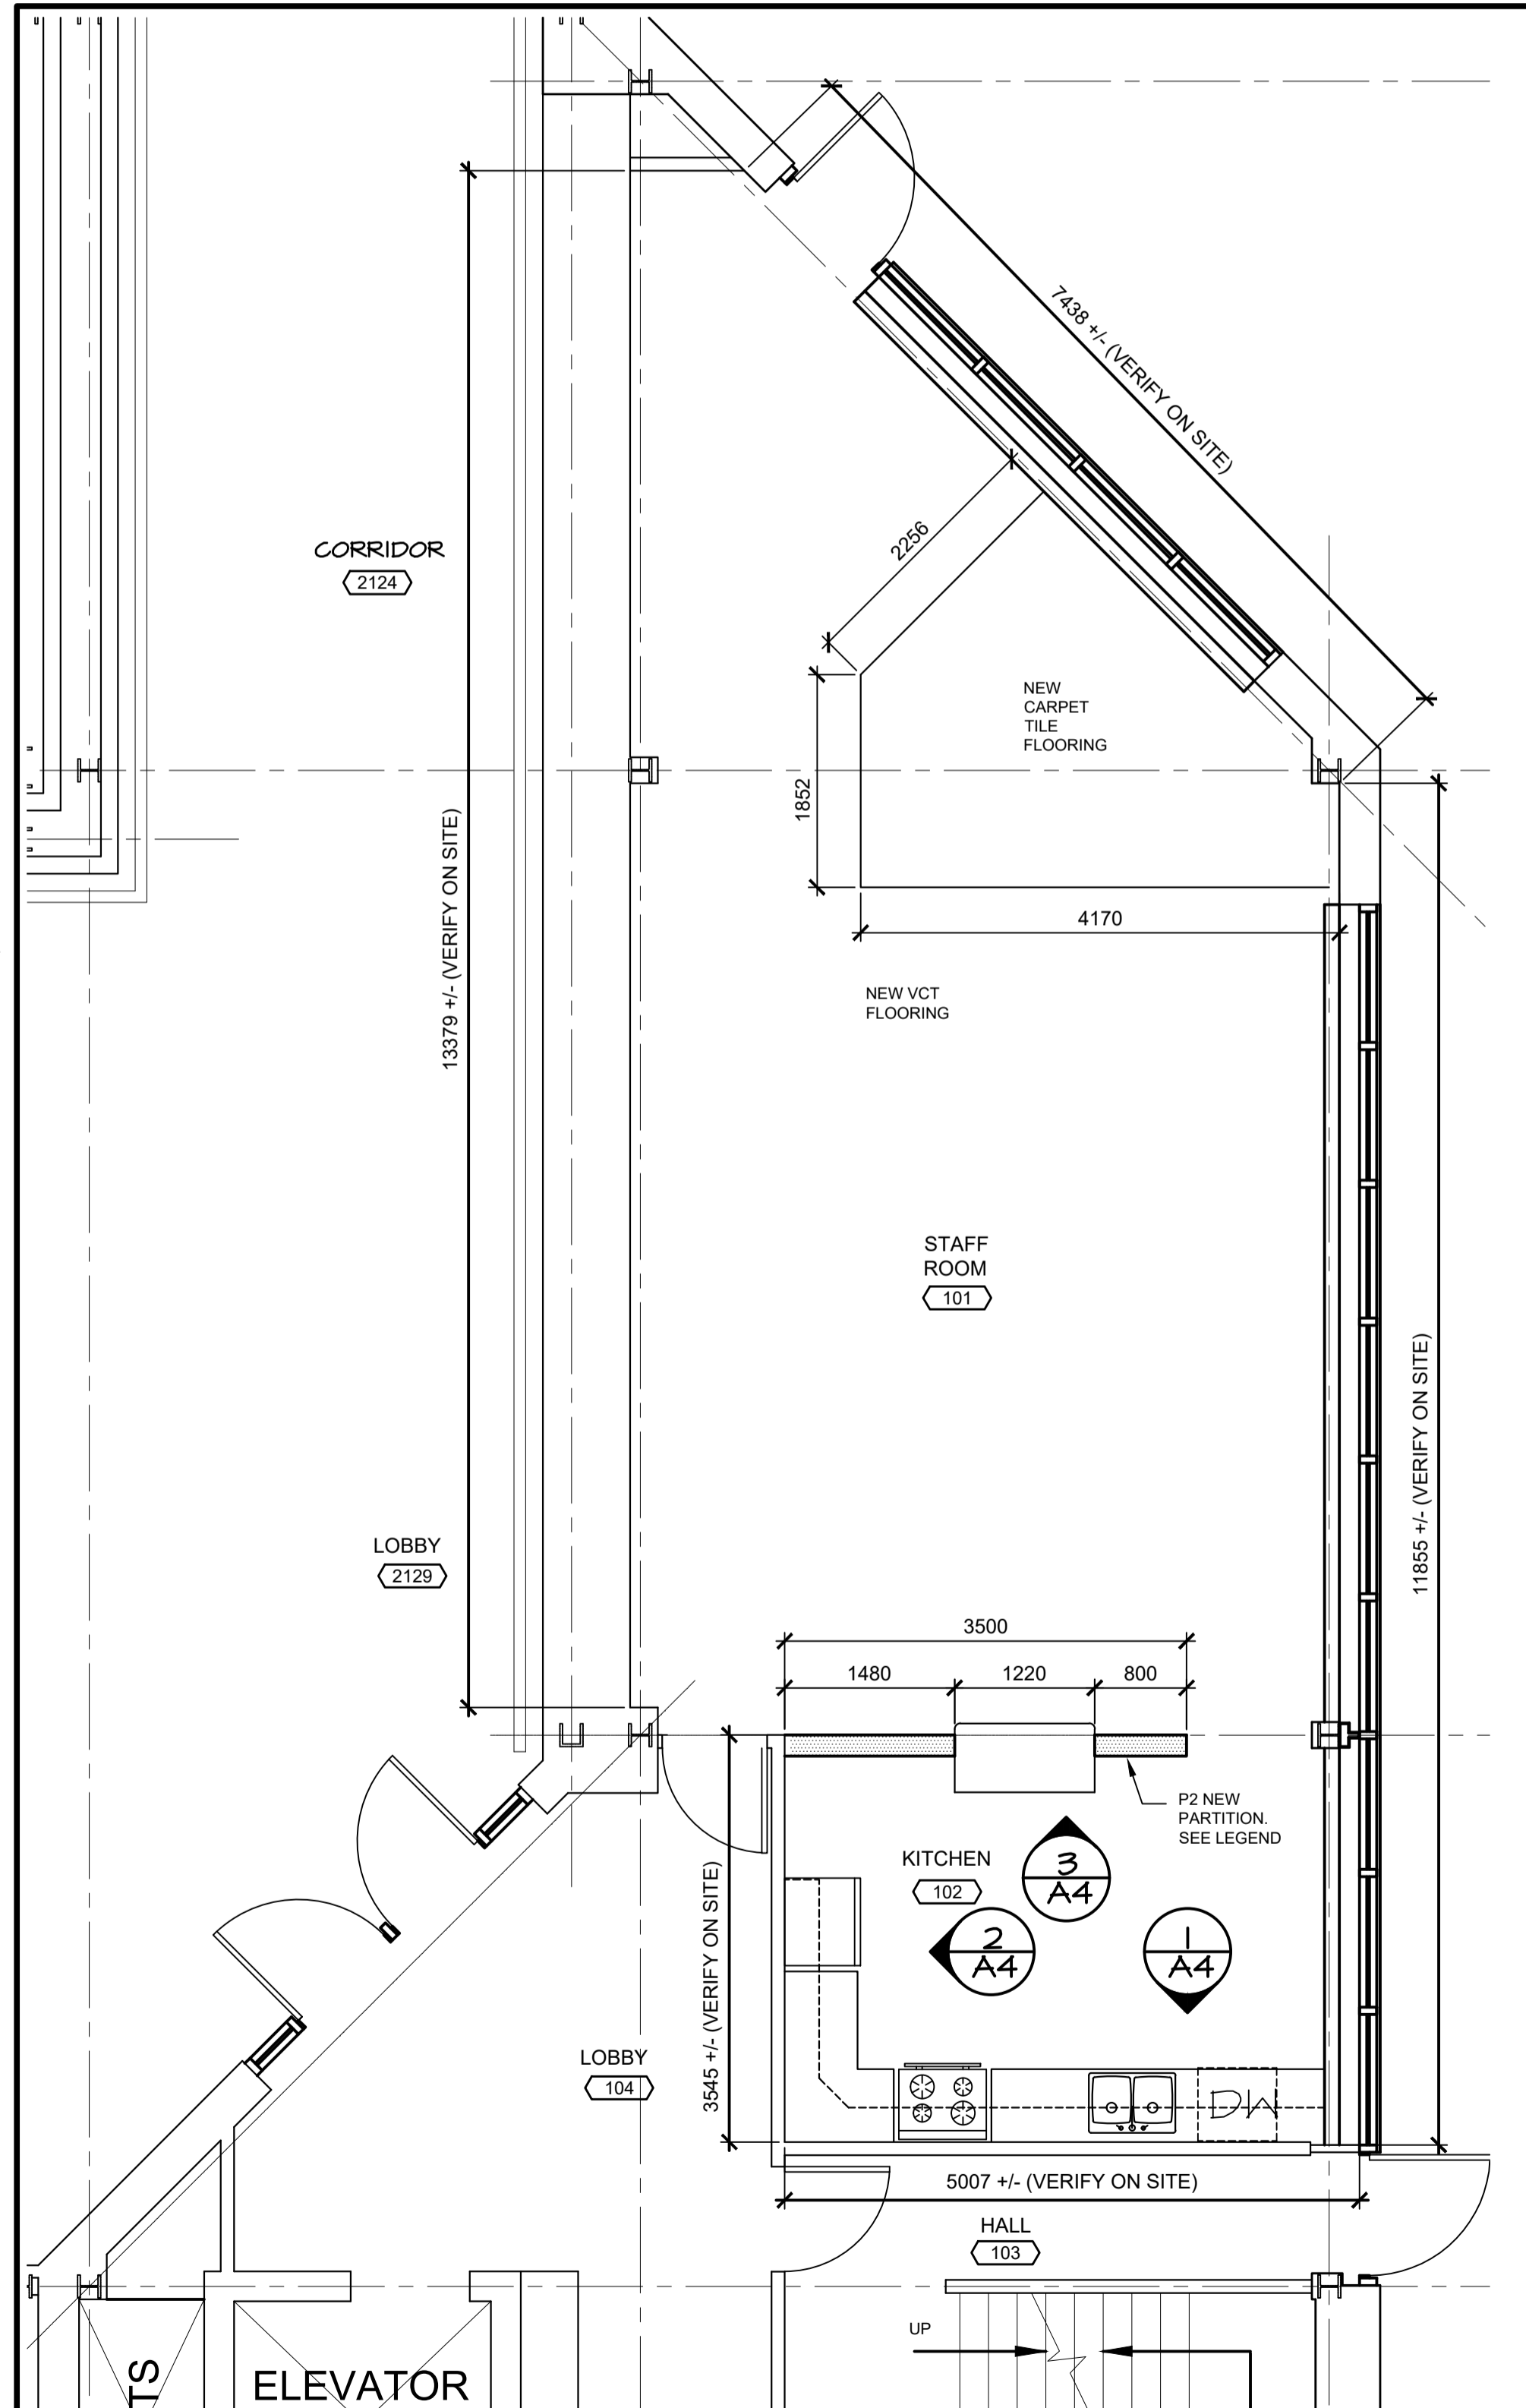 7438 +/- (VERIFY ON SITE)
CORRIDOR
2124
2256
NEW
CARPET
TILE
FLOORING
1852
13379 +/- (VERIFY ON SITE)
4170
NEW VCT
FLOORING
STAFF
ROOM
101
11855 +/- (VERIFY ON SITE)
LOBBY
2129
3500
1480 1220 800
P2 NEW
PARTITION.
SEE LEGEND
KITCHEN
102
3
A4
2
A4
1
A4
3545 +/- (VERIFY ON SITE)
LOBBY
104
DW
5007 +/- (VERIFY ON SITE)
HALL
103
UP
ELEVATOR
TS